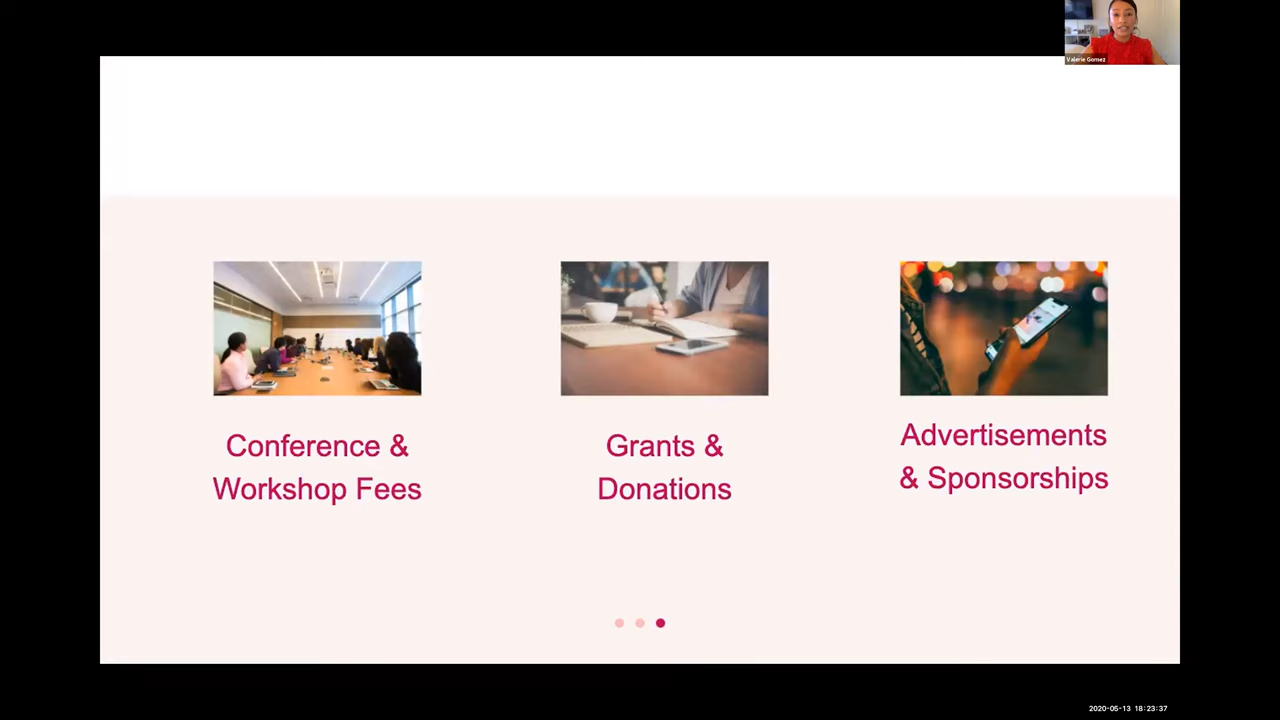 Valerie Gomez
Conference &
Workshop Fees
Grants &
Donations
Advertisements
& Sponsorships
2020-05-13 18:23:37